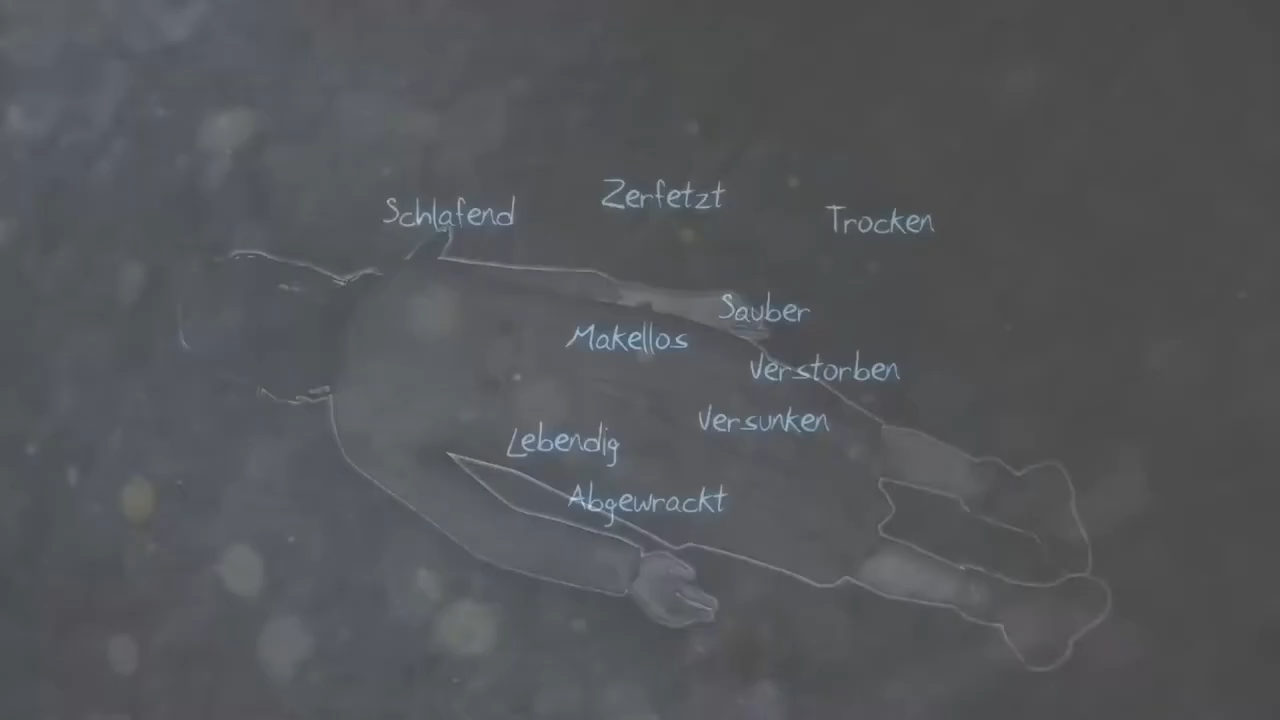 Schlafend
Zerfetzt
Trocken
Sauber
Makellos
Verstorben
Versunken
Lebendig
Abgewrackt